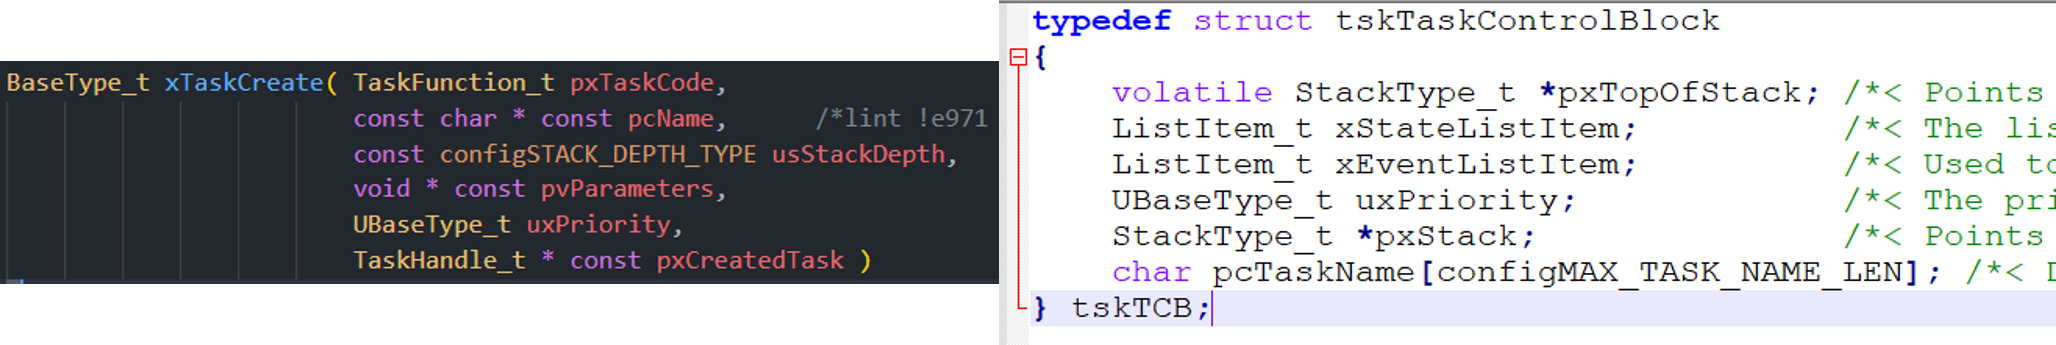 BaseType_t xTaskCreate( TaskFunction_t pxTaskCode,
const char * const pcName, /*lint !e971
const configSTACK_DEPTH_TYPE usStackDepth,
void * const pvParameters,
UBaseType_t uxPriority,
TaskHandle_t * const pxCreatedTask )
typedef struct tskTaskControlBlock
{
volatile StackType_t *pxTopOfStack; /*< Points
ListItem_t xStateListItem; /*< The lis
ListItem_t xEventListItem; /*< Used to
UBaseType_t uxPriority; /*< The pri
StackType_t *pxStack; /*< Points
char pcTaskName[configMAX_TASK_NAME_LEN]; /*<
} tskTCB;